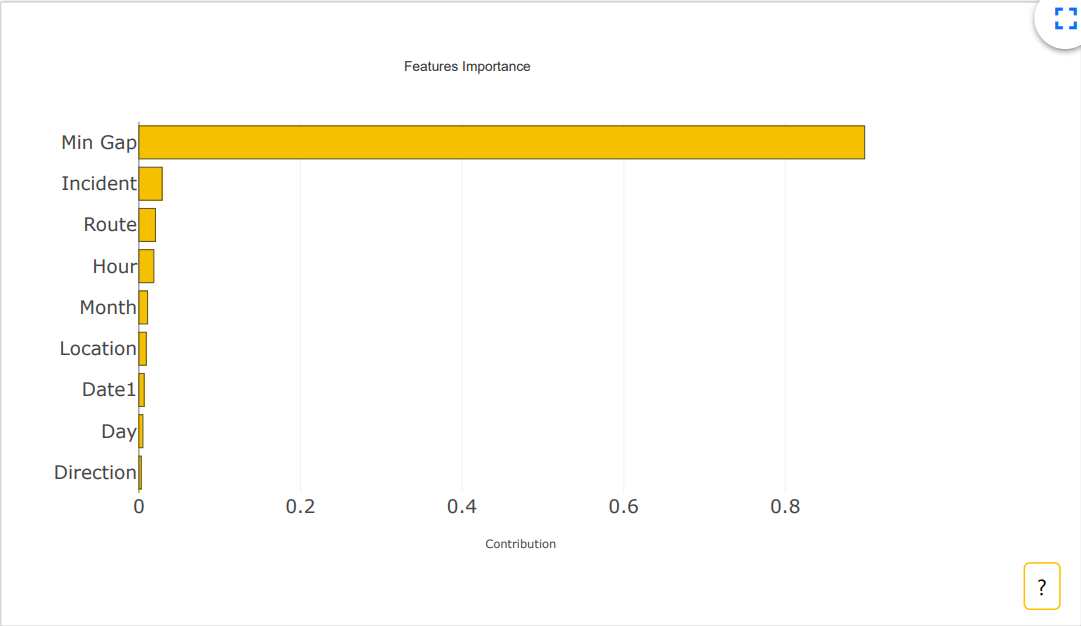 Features Importance
Min Gap
Incident
Route
Hour
Month
Location
Date1
Day
Direction
0 0.2 0.4 0.6 0.8
Contribution
?